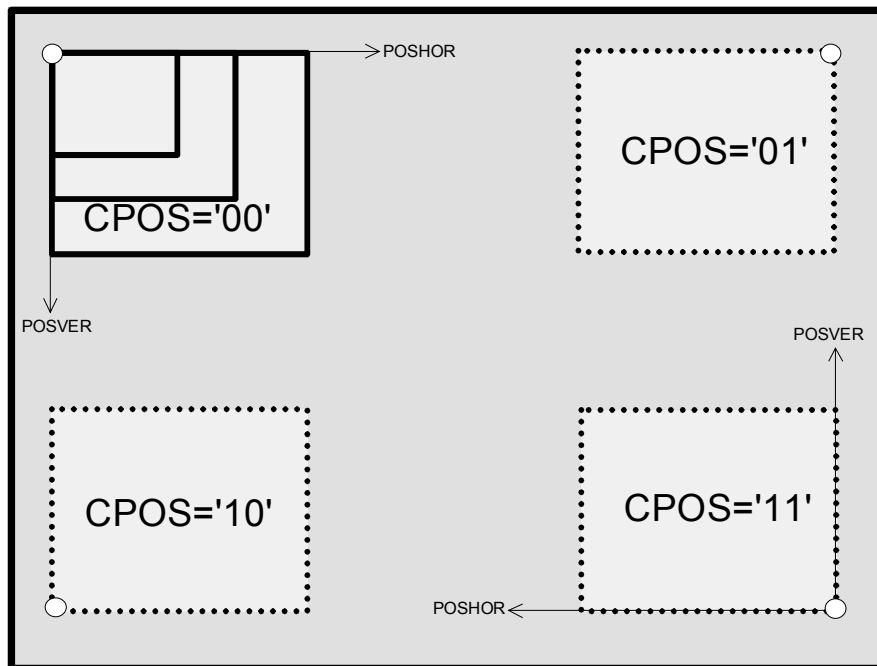 POSHOR
CPOS='01'
CPOS='00'
POSVER
POSVER
CPOS='10'
CPOS='11'
POSHOR